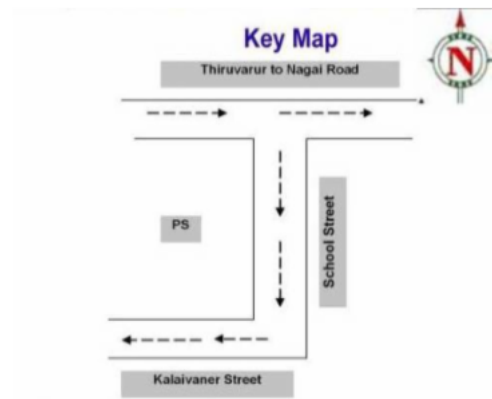 Key Map
N
Thiruvarur to Nagai Road
PS
School Street
Kalaivaner Street